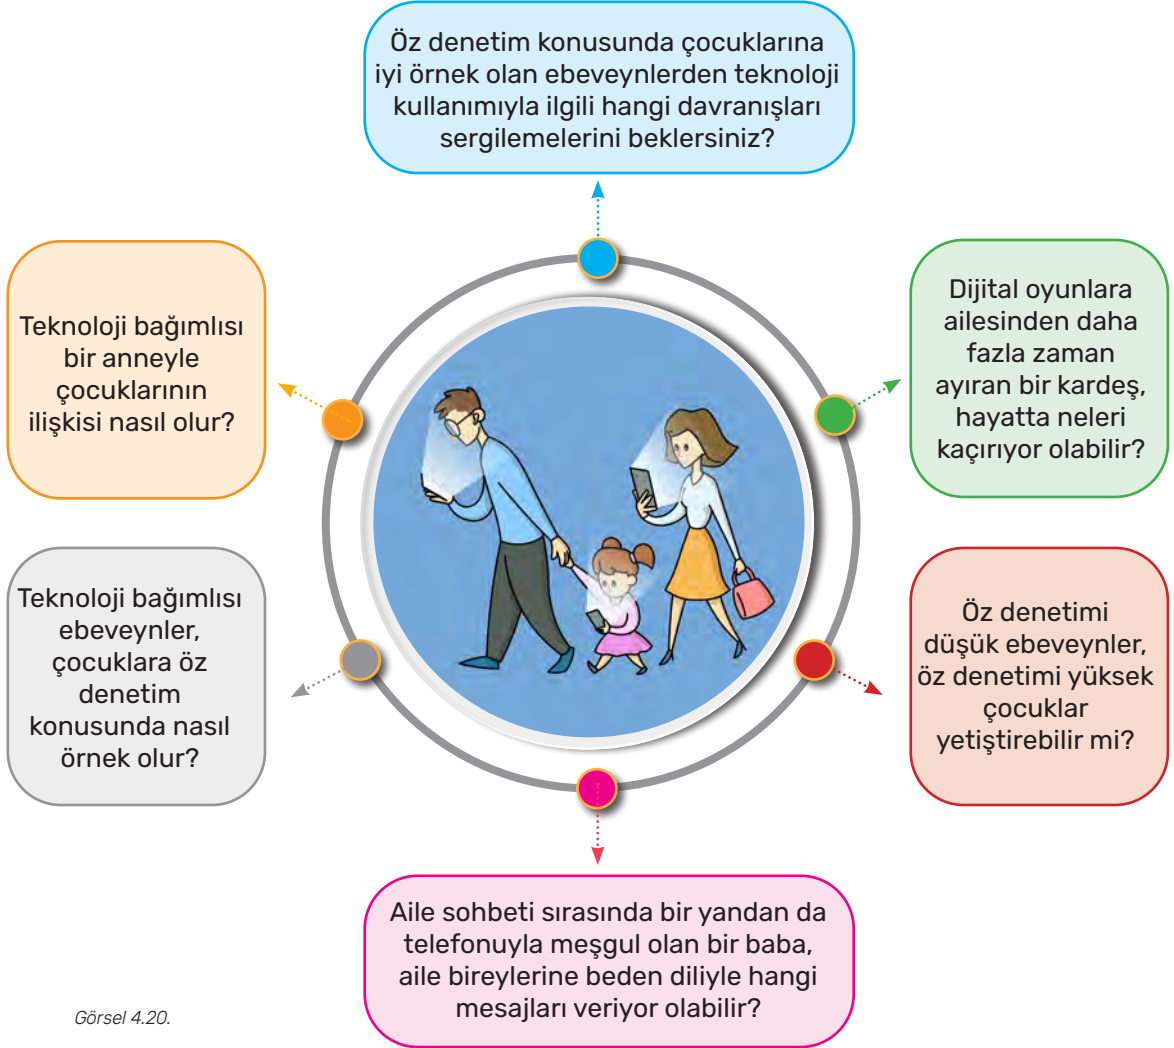 Öz denetim konusunda çocuklarına
iyi örnek olan ebeveynlerden teknoloji
kullanımıyla ilgili hangi davranışları
sergilemelerini beklersiniz?
Teknoloji bağımlısı
bir anneyle
çocuklarının
ilişkisi nasıl olur?
Dijital oyunlara
ailesinden daha
fazla zaman
ayıran bir kardeş,
hayatta neleri
kaçırıyor olabilir?
Teknoloji bağımlısı
ebeveynler,
çocuklara öz
denetim
konusunda nasıl
örnek olur?
Öz denetimi
düşük ebeveynler,
öz denetimi yüksek
çocuklar
yetiştirebilir mi?
Aile sohbeti sırasında bir yandan da
telefonuyla meşgul olan bir baba,
aile bireylerine beden diliyle hangi
mesajları veriyor olabilir?
Görsel 4.20.